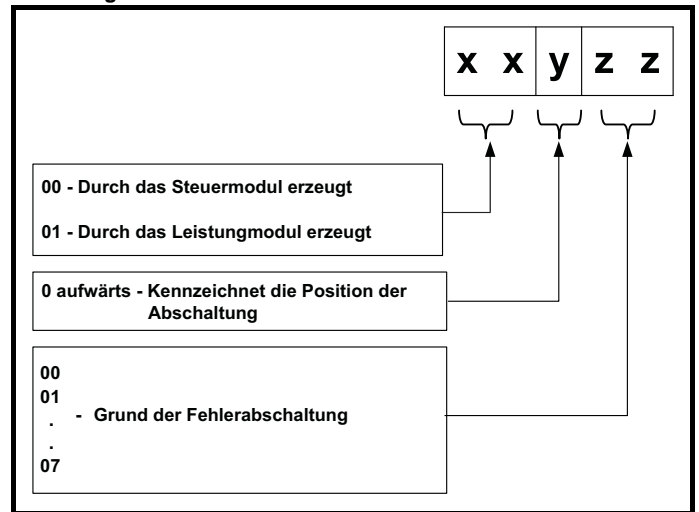 x x y z z
00 - Durch das Steuermodul erzeugt
01 - Durch das Leistungmodul erzeugt
0 aufwärts - Kennzeichnet die Position der
Abschaltung
00
01
.
- Grund der Fehlerabschaltung
.
07